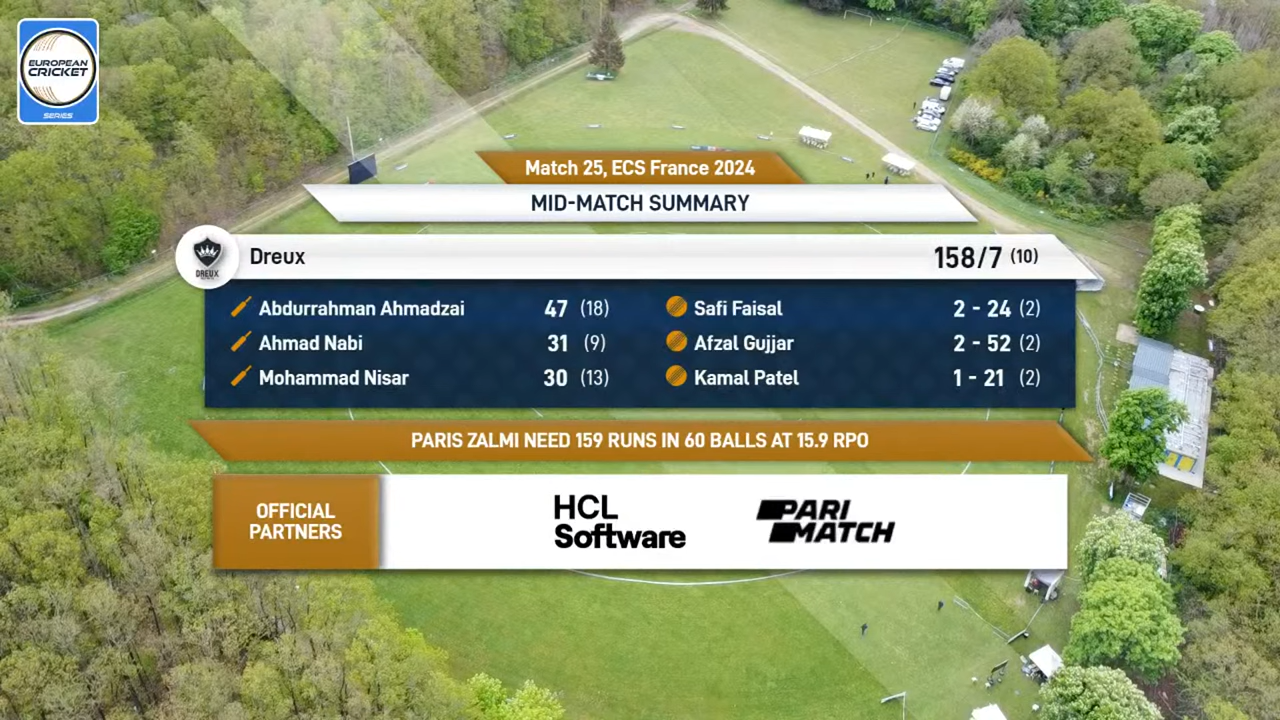 EUROPEAN
CRICKET
SERIES
Match 25, ECS France 2024
MID-MATCH SUMMARY
DREUX
Dreux 158/7 (10)
Abdurrahman Ahmadzai 47 (18) Safi Faisal 2 - 24 (2)
Ahmad Nabi 31 (9) Afzal Gujjar 2 - 52 (2)
Mohammad Nisar 30 (13) Kamal Patel 1 - 21 (2)
PARIS ZALMI NEED 159 RUNS IN 60 BALLS AT 15.9 RPO
OFFICIAL
PARTNERS
HCL
Software
PARI
MATCH